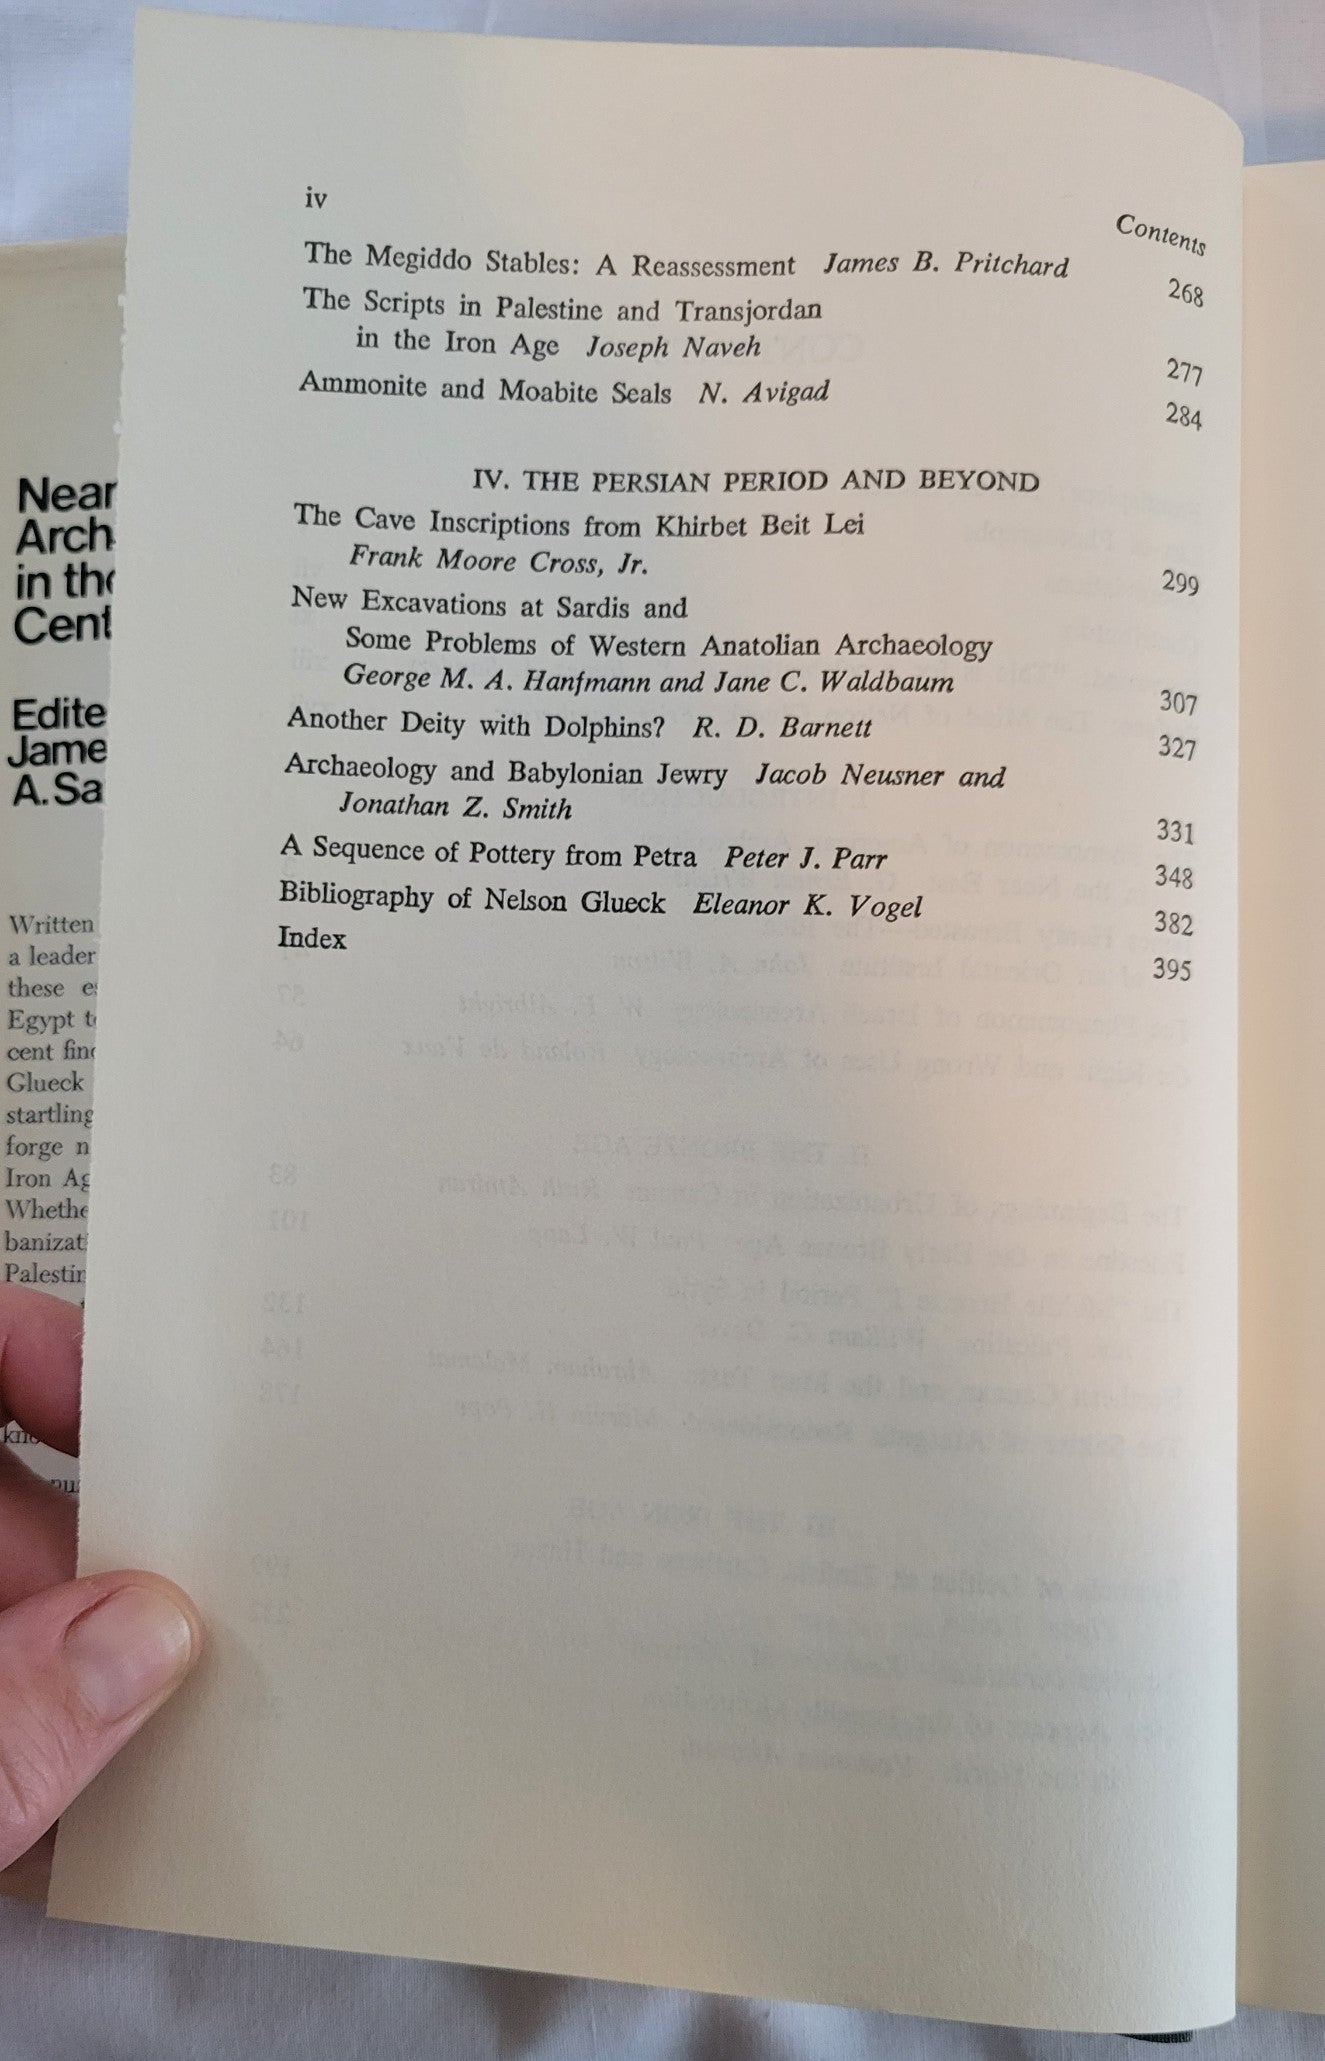 iv
Contents
The Megiddo Stables: A Reassessment James B. Pritchard 268
The Scripts in Palestine and Transjordan
in the Iron Age Joseph Naveh 277
Ammonite and Moabite Seals N. Avigad 284
IV. THE PERSIAN PERIOD AND BEYOND
The Cave Inscriptions from Khirbet Beit Lei
Frank Moore Cross, Jr. 299
New Excavations at Sardis and
Some Problems of Western Anatolian Archaeology
George M. A. Hanfmann and Jane C. Waldbaum 307
Another Deity with Dolphins? R. D. Barnett 327
Archaeology and Babylonian Jewry Jacob Neusner and
Jonathan Z. Smith 331
A Sequence of Pottery from Petra Peter J. Parr 348
Bibliography of Nelson Glueck Eleanor K. Vogel 382
Index 395
Near
Arch
in the
Cent
Edite
Jame
A. Sa
Written
a leader
these e
Egypt t
cent fin
Glueck
startling
forge n
Iron Ag
Whethe
banizat
Palestin